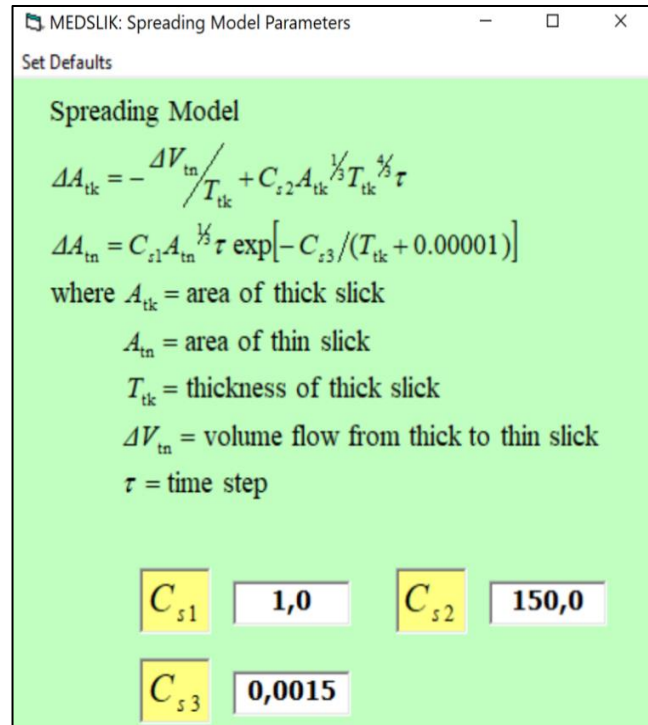 MEDSLIK: Spreading Model Parameters
Set Defaults
Spreading Model
ΔA_tk = − ΔV_tn / T_tk + C_s2 A_tk^⅓ T_tk^4/3 τ
ΔA_tn = C_s1 A_tn^⅓ τ exp[− C_s3 /(T_tk + 0.00001)]
where A_tk = area of thick slick
A_tn = area of thin slick
T_tk = thickness of thick slick
ΔV_tn = volume flow from thick to thin slick
τ = time step
C_s1 1,0 C_s2 150,0
C_s3 0,0015